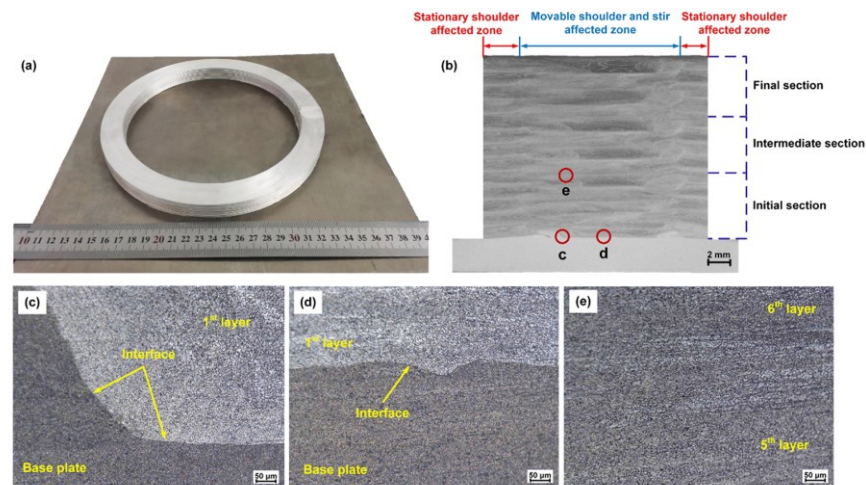 Stationary shoulder
affected zone
Movable shoulder and stir
affected zone
Stationary shoulder
affected zone
(a)
10 11 12 13 14 15 16 17 18 19 20 21 22 23 24 25 26 27 28 29 30 31 32 33 34 35 36 37 38 39 4
(b)
Final section
Intermediate section
Initial section
e
c
d
2 mm
(c)
1st layer
Interface
Base plate
50 μm
(d)
1st layer
Interface
Base plate
50 μm
(e)
6th layer
5th layer
50 μm